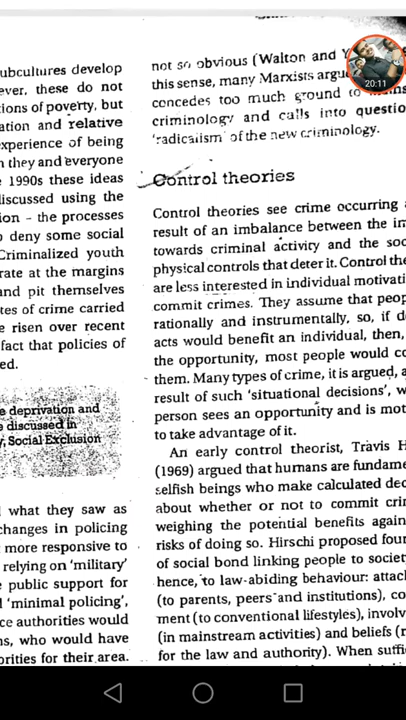 ubcultures develop
ever, these do not
tions of poverty, but
ation and relative
xperience of being
n they and everyone
1990s these ideas
discussed using the
ion – the processes
o deny some social
Criminalized youth
rate at the margins
and pit themselves
tes of crime carried
e risen over recent
fact that policies of
ed.
e deprivation and
e discussed in
y, Social Exclusion
d what they saw as
changes in policing
more responsive to
relying on 'military'
e public support for
d 'minimal policing',
ce authorities would
ns, who would have
orities for their area.
not so obvious (Walton and Y
this sense, many Marxists argu
concedes too much ground to
criminology and calls into questio
'radicalism' of the new criminology.
Control theories
Control theories see crime occurring a
result of an imbalance between the im
towards criminal activity and the soc
physical controls that deter it. Control the
are less interested in individual motivati
commit crimes. They assume that peop
rationally and instrumentally, so, if d
acts would benefit an individual, then,
the opportunity, most people would co
them. Many types of crime, it is argued, a
result of such 'situational decisions', w
person sees an opportunity and is mot
to take advantage of it.
An early control theorist, Travis H
(1969) argued that humans are fundame
selfish beings who make calculated dec
about whether or not to commit crim
weighing the potential benefits again
risks of doing so. Hirschi proposed four
of social bond linking people to society
hence, to law-abiding behaviour: attach
(to parents, peers and institutions), co
ment (to conventional lifestyles), involv
(in mainstream activities) and beliefs (r
for the law and authority). When suffic
20:11